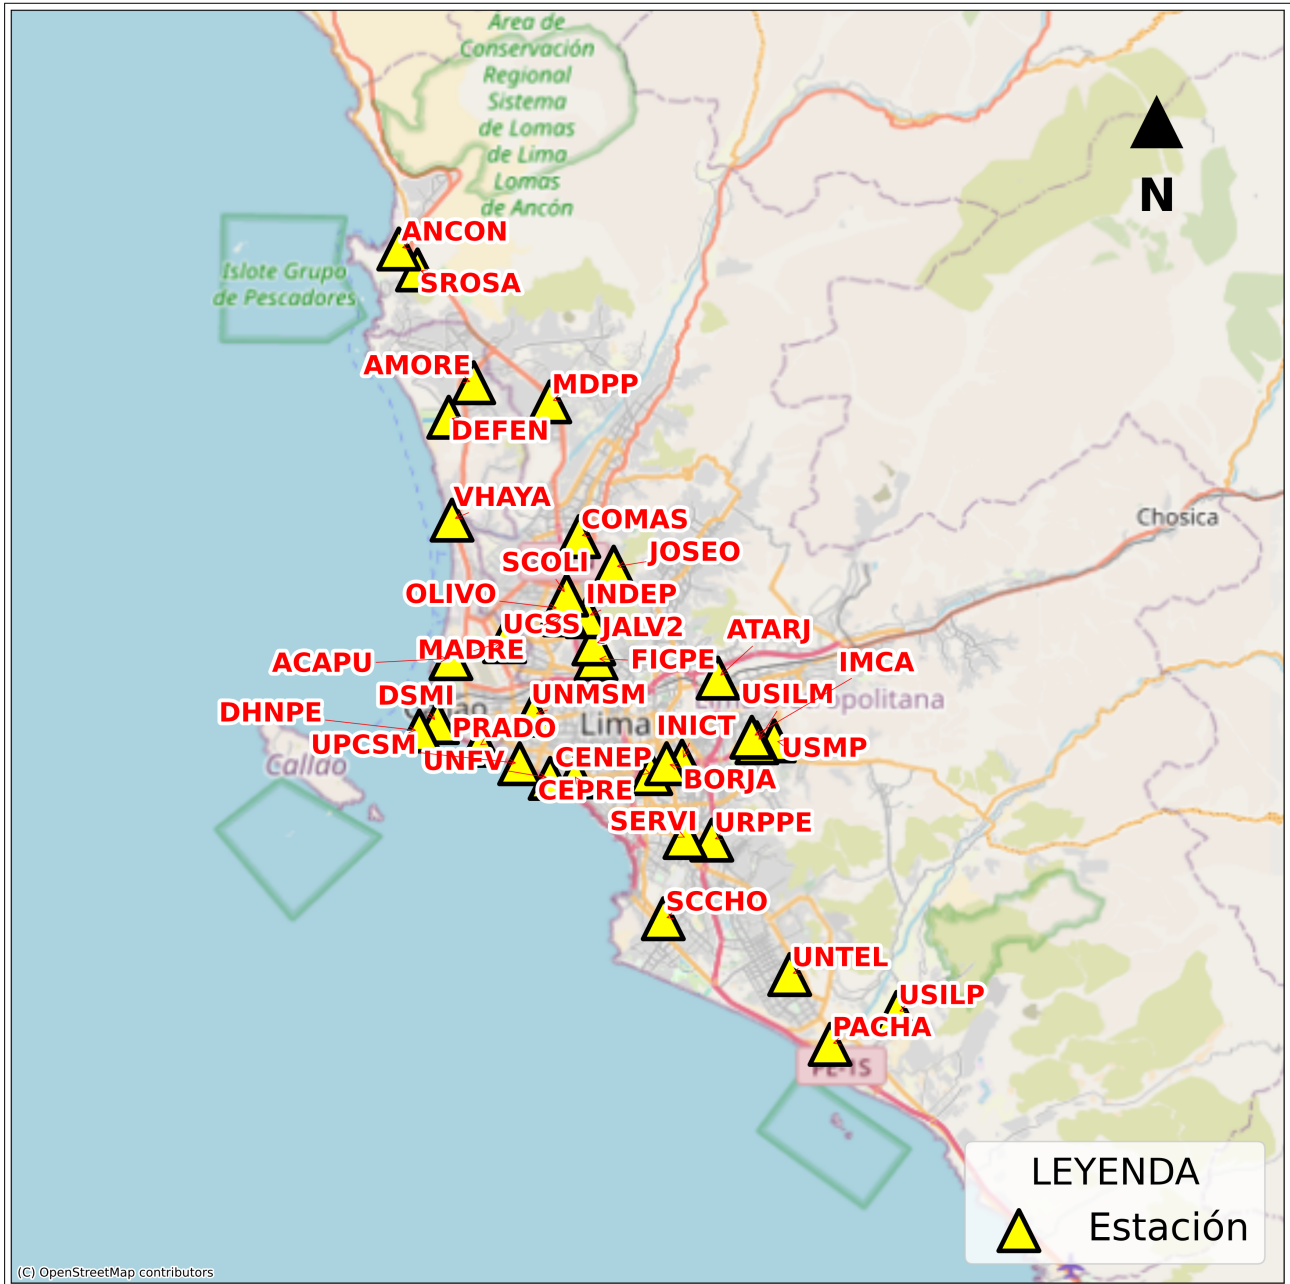 Área de
Conservación
Regional
Sistema
de Lomas
de Lima
Lomas
de Ancón
N
ANCON
Islote Grupo
de Pescadores
SROSA
AMORE
MDPP
DEFEN
VHAYA
COMAS
Chosica
JOSEO
SCOLI
OLIVO
INDEP
UCSS
JALV2
ATARJ
MADRE
ACAPU
FICPE
IMCA
DSMI
UNMSM
USILM
DHNPE
Lima
INICT
PRADO
UPCSM
USMP
Callao
UNFV
CENEP
BORJA
CEPRE
SERVI
URPPE
SCCHO
UNTEL
USILP
PACHA
PE-1S
LEYENDA
Estación
(C) OpenStreetMap contributors